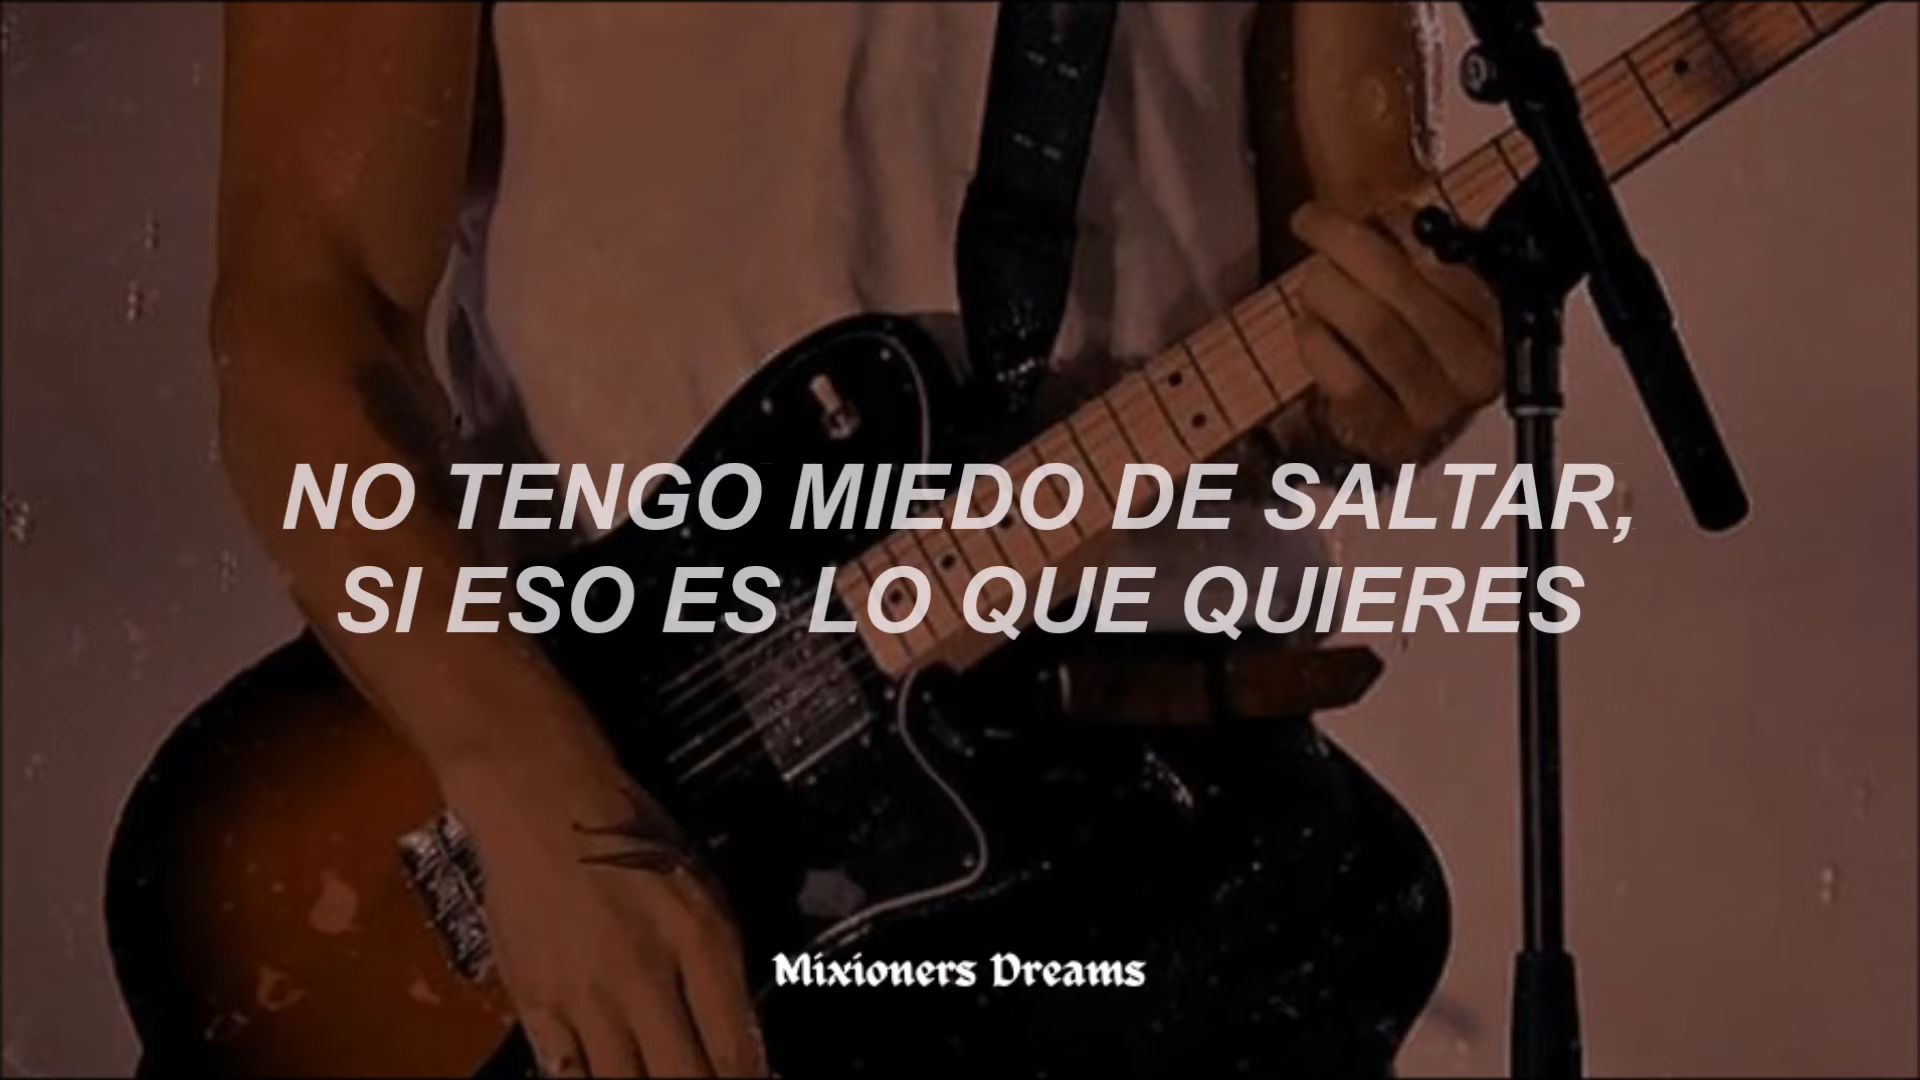 NO TENGO MIEDO DE SALTAR,
SI ESO ES LO QUE QUIERES
Mixioners Dreams